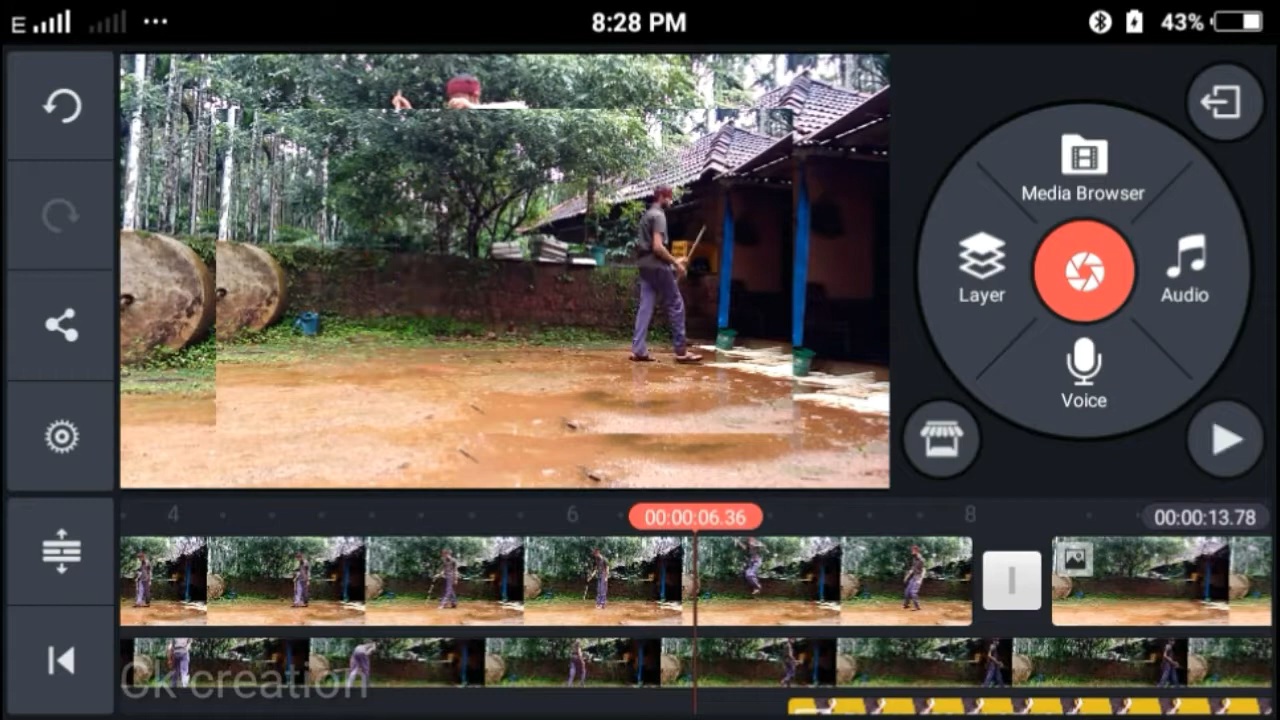 E
8:28 PM
43%
Media Browser
Layer
Audio
Voice
4
6
00:00:06.36
8
00:00:13.78
Ck creation